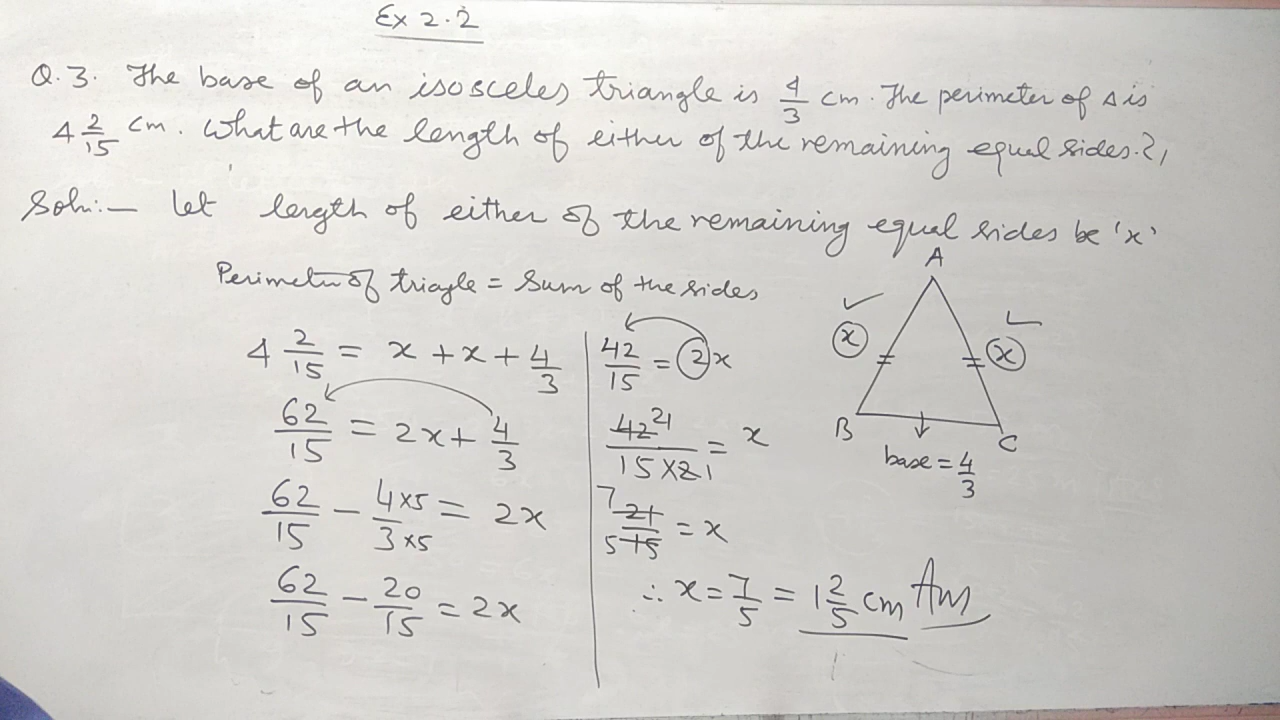 Ex 2.2
Q.3. The base of an isosceles triangle is 4/3 cm. The perimeter of Δ is
4 2/15 cm. What are the length of either of the remaining equal sides.?
Soln:— Let length of either of the remaining equal sides be 'x'
Perimeter of triagle = Sum of the sides
4 2/15 = x + x + 4/3
62/15 = 2x + 4/3
62/15 − 4×5/3×5 = 2x
62/15 − 20/15 = 2x
42/15 = 2x
42 21/15×2 1 = x
7 21/5 15 = x
∴ x = 7/5 = 1 2/5 cm Ans
A
x
x
B
C
base = 4/3